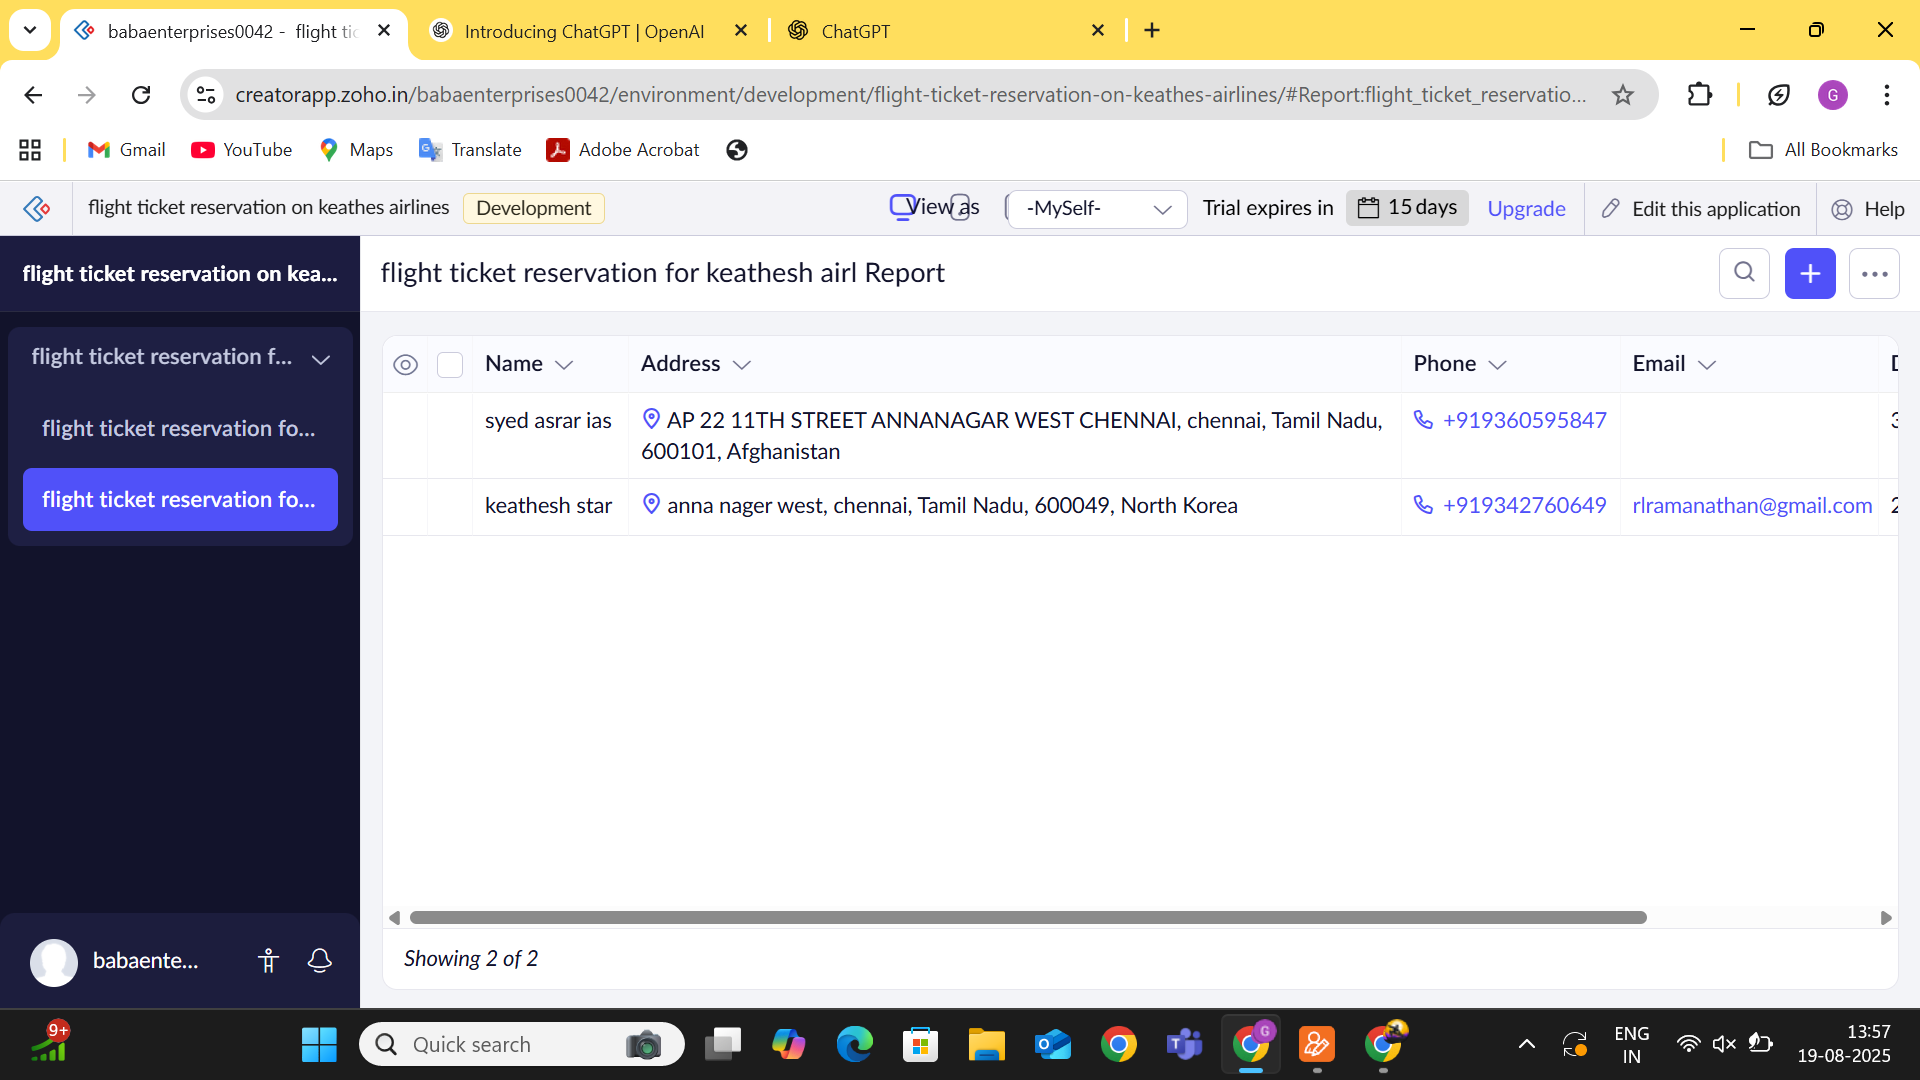 babaenterprises0042 - flight tic
Introducing ChatGPT | OpenAI
ChatGPT
creatorapp.zoho.in/babaenterprises0042/environment/development/flight-ticket-reservation-on-keathes-airlines/#Report:flight_ticket_reservatio...
G
Gmail
YouTube
Maps
Translate
Adobe Acrobat
All Bookmarks
flight ticket reservation on keathes airlines
Development
View as
-MySelf-
Trial expires in
15 days
Upgrade
Edit this application
Help
flight ticket reservation on kea...
flight ticket reservation for keathesh airl Report
flight ticket reservation f...
flight ticket reservation fo...
flight ticket reservation fo...
Name Address Phone Email
syed asrar ias AP 22 11TH STREET ANNANAGAR WEST CHENNAI, chennai, Tamil Nadu, +919360595847
600101, Afghanistan
keathesh star anna nager west, chennai, Tamil Nadu, 600049, North Korea +919342760649 rlramanathan@gmail.com
Showing 2 of 2
babaente...
9+
Quick search
G
ENG
IN
13:57
19-08-2025